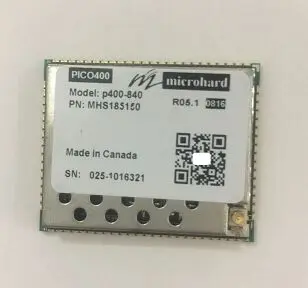 PICO400 microhard
Model: p400-840 R05.1 0816
PN: MHS185150
Made in Canada
SN: 025-1016321